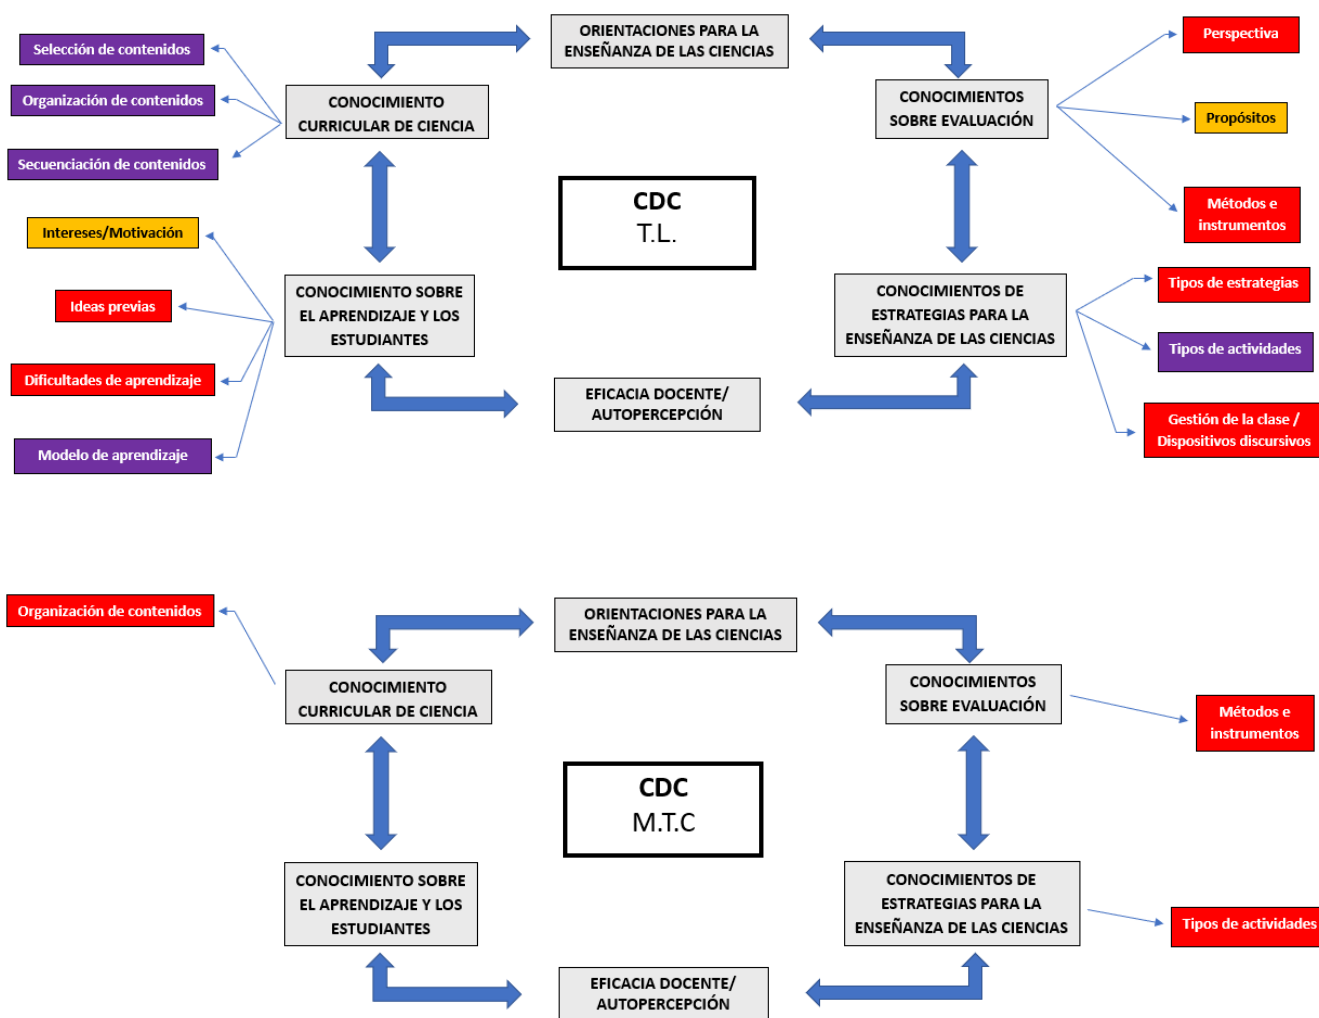 ORIENTACIONES PARA LA
ENSEÑANZA DE LAS CIENCIAS
Selección de contenidos
Organización de contenidos
Secuenciación de contenidos
CONOCIMIENTO
CURRICULAR DE CIENCIA
CONOCIMIENTOS
SOBRE EVALUACIÓN
Perspectiva
Propósitos
Métodos e
instrumentos
CDC
T.L.
Intereses/Motivación
Ideas previas
Dificultades de aprendizaje
Modelo de aprendizaje
CONOCIMIENTO SOBRE
EL APRENDIZAJE Y LOS
ESTUDIANTES
CONOCIMIENTOS DE
ESTRATEGIAS PARA LA
ENSEÑANZA DE LAS CIENCIAS
Tipos de estrategias
Tipos de actividades
Gestión de la clase /
Dispositivos discursivos
EFICACIA DOCENTE/
AUTOPERCEPCIÓN
Organización de contenidos
ORIENTACIONES PARA LA
ENSEÑANZA DE LAS CIENCIAS
CONOCIMIENTO
CURRICULAR DE CIENCIA
CONOCIMIENTOS
SOBRE EVALUACIÓN
Métodos e
instrumentos
CDC
M.T.C
CONOCIMIENTO SOBRE
EL APRENDIZAJE Y LOS
ESTUDIANTES
CONOCIMIENTOS DE
ESTRATEGIAS PARA LA
ENSEÑANZA DE LAS CIENCIAS
Tipos de actividades
EFICACIA DOCENTE/
AUTOPERCEPCIÓN